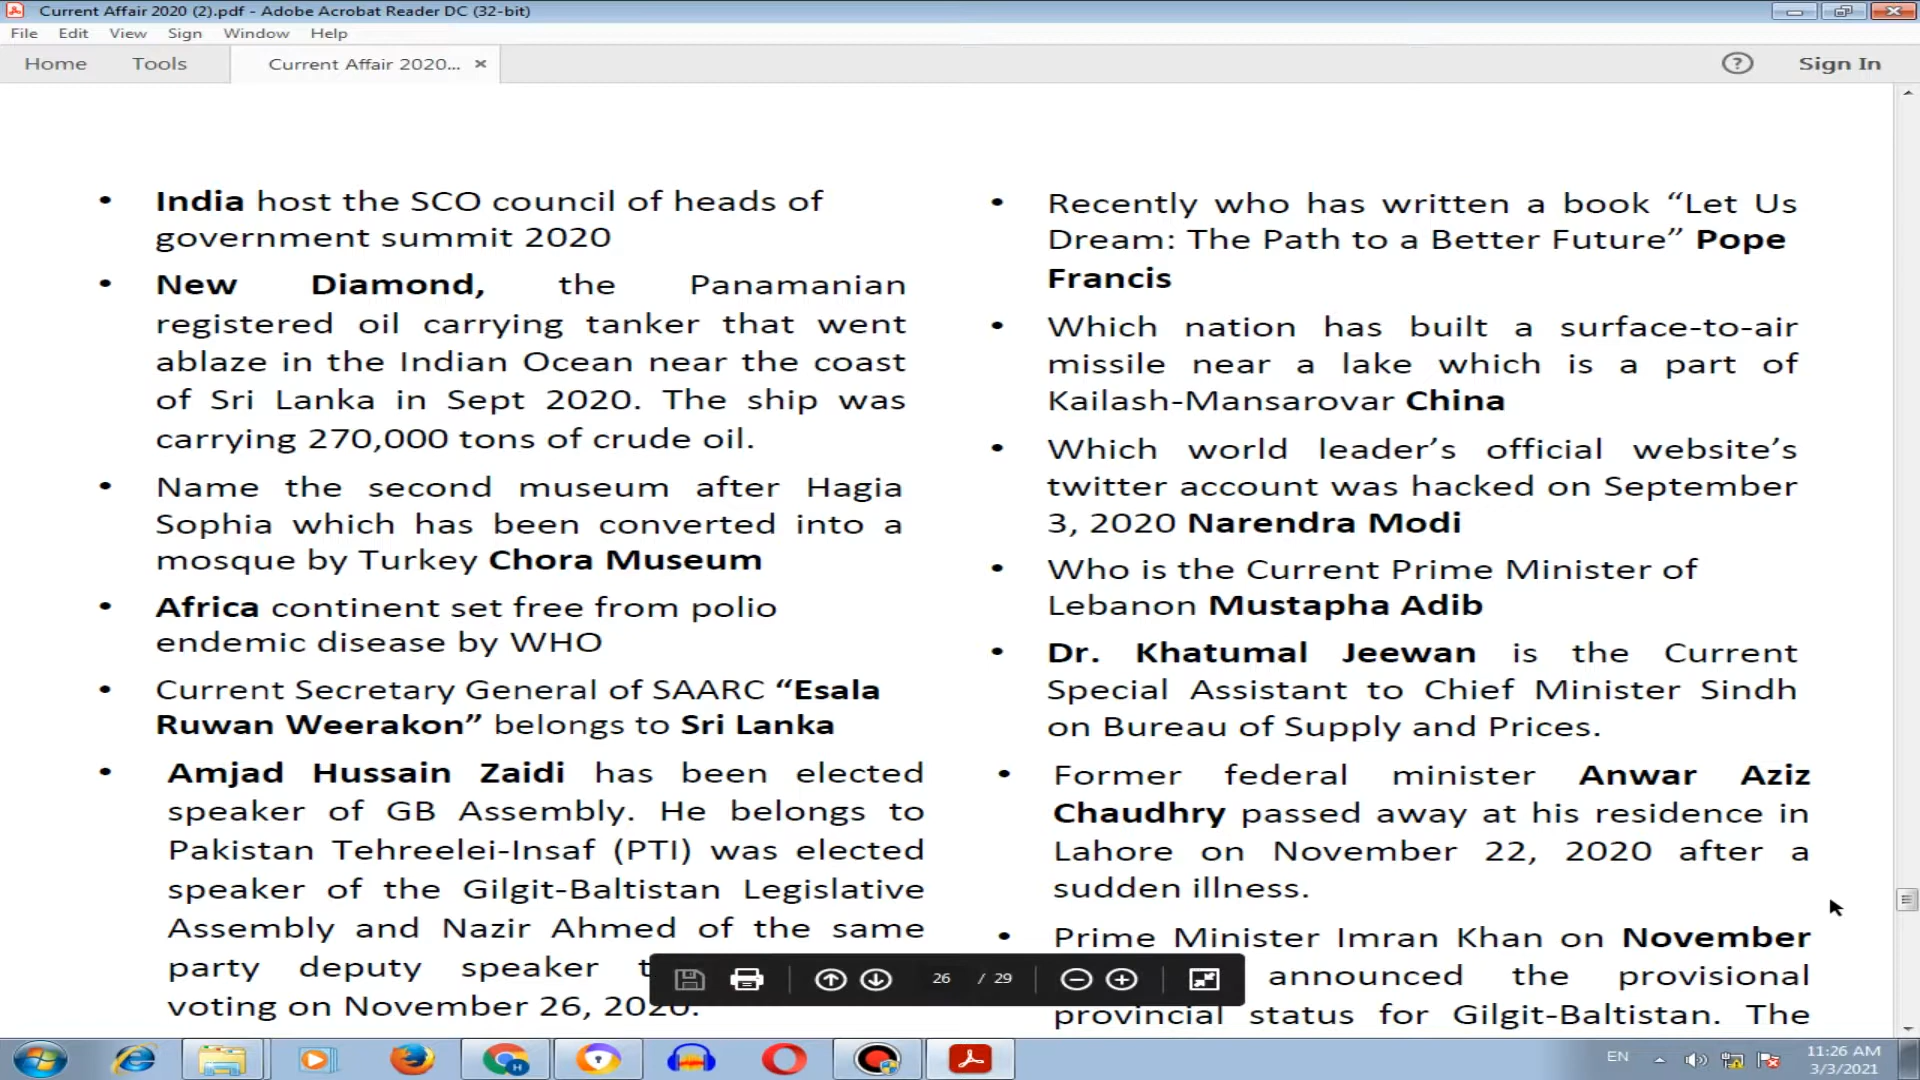 Current Affair 2020 (2).pdf - Adobe Acrobat Reader DC (32-bit)
File Edit View Sign Window Help
Home Tools Current Affair 2020... × ? Sign In
• India host the SCO council of heads of
government summit 2020
• New Diamond, the Panamanian
registered oil carrying tanker that went
ablaze in the Indian Ocean near the coast
of Sri Lanka in Sept 2020. The ship was
carrying 270,000 tons of crude oil.
• Name the second museum after Hagia
Sophia which has been converted into a
mosque by Turkey Chora Museum
• Africa continent set free from polio
endemic disease by WHO
• Current Secretary General of SAARC “Esala
Ruwan Weerakon” belongs to Sri Lanka
• Amjad Hussain Zaidi has been elected
speaker of GB Assembly. He belongs to
Pakistan Tehreelei-Insaf (PTI) was elected
speaker of the Gilgit-Baltistan Legislative
Assembly and Nazir Ahmed of the same
party deputy speaker
voting on November 26, 2020.
• Recently who has written a book “Let Us
Dream: The Path to a Better Future” Pope
Francis
• Which nation has built a surface-to-air
missile near a lake which is a part of
Kailash-Mansarovar China
• Which world leader’s official website’s
twitter account was hacked on September
3, 2020 Narendra Modi
• Who is the Current Prime Minister of
Lebanon Mustapha Adib
• Dr. Khatumal Jeewan is the Current
Special Assistant to Chief Minister Sindh
on Bureau of Supply and Prices.
• Former federal minister Anwar Aziz
Chaudhry passed away at his residence in
Lahore on November 22, 2020 after a
sudden illness.
• Prime Minister Imran Khan on November
announced the provisional
provincial status for Gilgit-Baltistan. The
26 / 29
EN 11:26 AM
3/3/2021